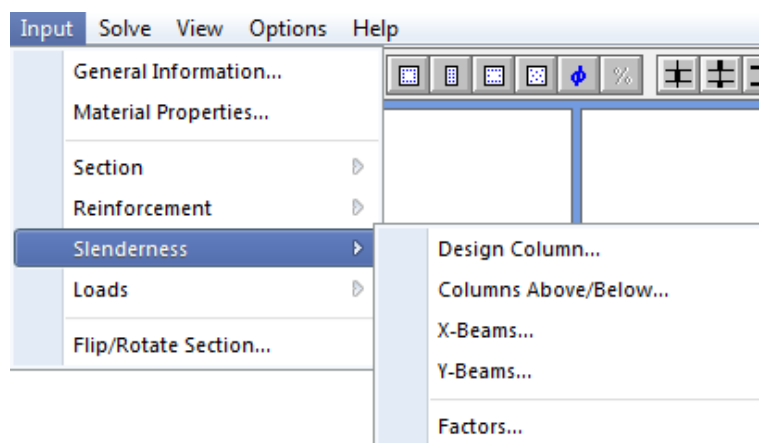 Input Solve View Options Help
General Information...
ϕ %
Material Properties...
Section
Reinforcement
Slenderness
Design Column...
Loads
Columns Above/Below...
X-Beams...
Flip/Rotate Section...
Y-Beams...
Factors...